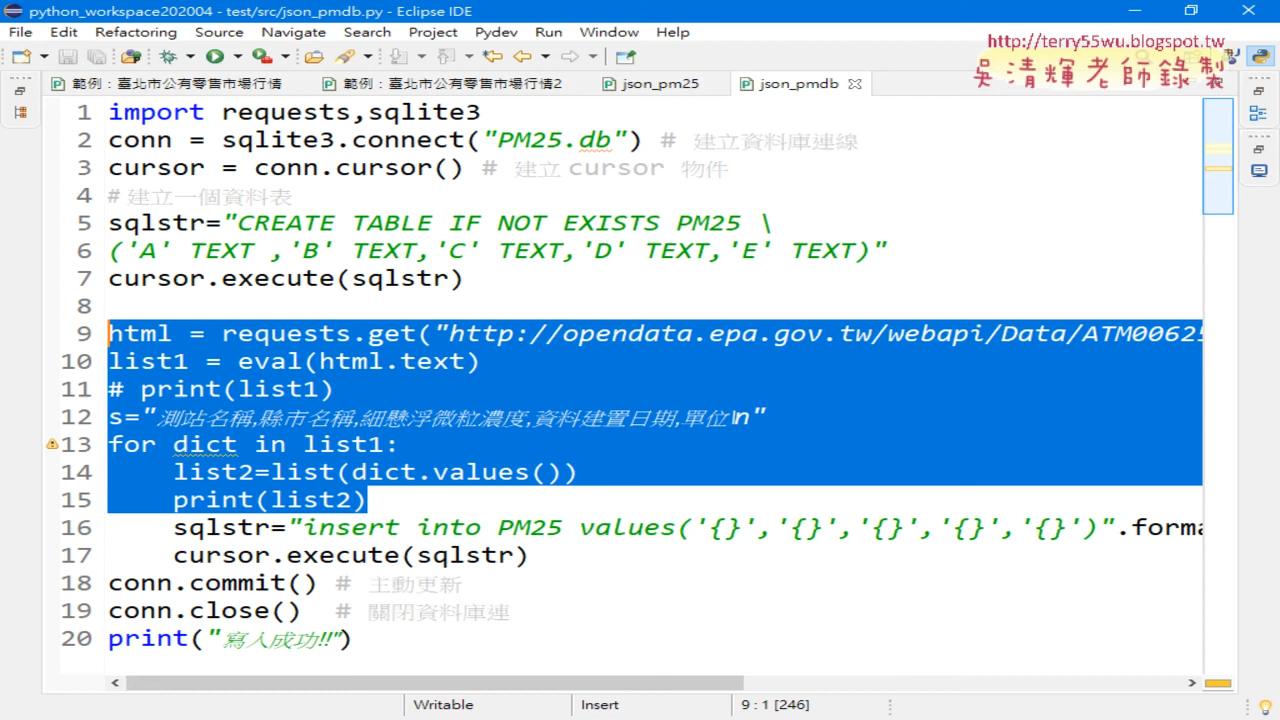 python_workspace202004 - test/src/json_pmdb.py - Eclipse IDE
File Edit Refactoring Source Navigate Search Project Pydev Run Window Help
http://terry55wu.blogspot.tw
吳清輝老師錄製
範例：臺北市公有零售市場行情 範例：臺北市公有零售市場行情2 json_pm25 json_pmdb
1 import requests,sqlite3
2 conn = sqlite3.connect("PM25.db") # 建立資料庫連線
3 cursor = conn.cursor() # 建立 cursor 物件
4 # 建立一個資料表
5 sqlstr="CREATE TABLE IF NOT EXISTS PM25 \
6 ('A' TEXT ,'B' TEXT,'C' TEXT,'D' TEXT,'E' TEXT)"
7 cursor.execute(sqlstr)
8
9 html = requests.get("http://opendata.epa.gov.tw/webapi/Data/ATM00625
10 list1 = eval(html.text)
11 # print(list1)
12 s="測站名稱,縣市名稱,細懸浮微粒濃度,資料建置日期,單位\n"
13 for dict in list1:
14 list2=list(dict.values())
15 print(list2)
16 sqlstr="insert into PM25 values('{}','{}','{}','{}','{}')".forma
17 cursor.execute(sqlstr)
18 conn.commit() # 主動更新
19 conn.close() # 關閉資料庫連
20 print("寫入成功!!")
Writable Insert 9 : 1 [246]